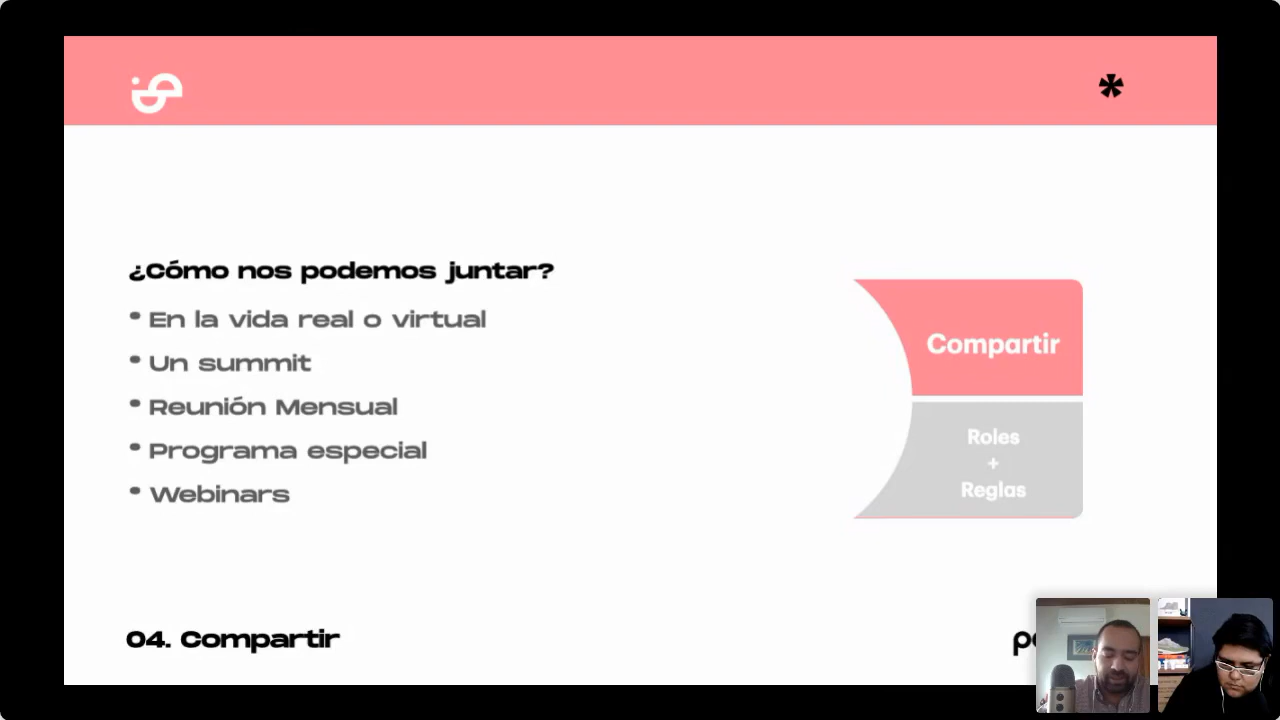 *
¿Cómo nos podemos juntar?
• En la vida real o virtual
• Un summit
• Reunión Mensual
• Programa especial
• Webinars
Compartir
Roles
+
Reglas
04. Compartir